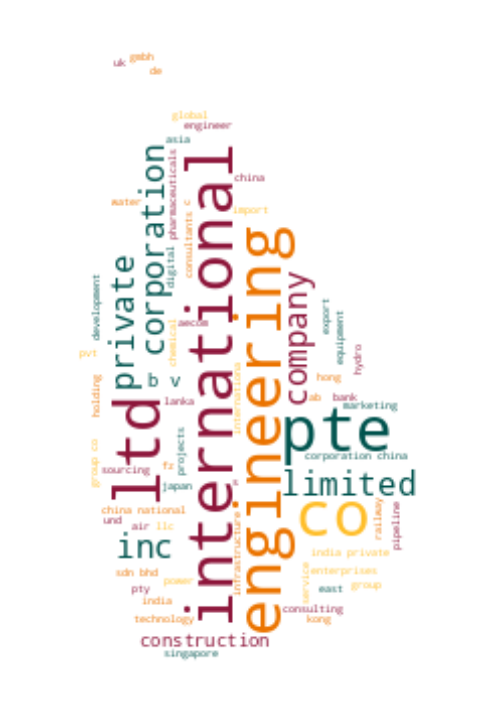 uk
gmbh
de
global
engineer
asia
pharmaceuticals
international
corporation
china
water
consultants c
import
engineering
private
digital
development
company
export
equipment
aecom
chemical
hydro
pvt
b v
hong
holding
ltd
lanka
ab
bank
marketing
pte
group co
projects
corporation china
sourcing
fz
japan
limited
china national
co
railway
pipeline
und
air
llc
infrastructure
inc
india private
sdn bhd
power
enterprises
service
group
pty
east
india
consulting
technology
kong
construction
singapore